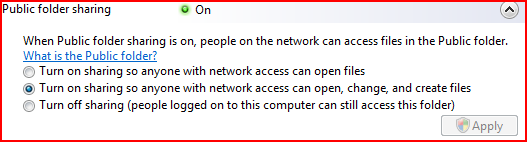 Public folder sharing On
When Public folder sharing is on, people on the network can access files in the Public folder.
What is the Public folder?
Turn on sharing so anyone with network access can open files
Turn on sharing so anyone with network access can open, change, and create files
Turn off sharing (people logged on to this computer can still access this folder)
Apply